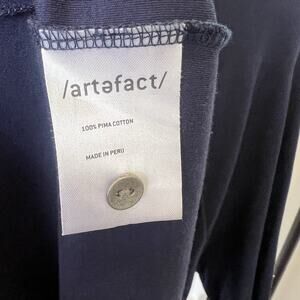 /artəfact/
100% PIMA COTTON
MADE IN PERU